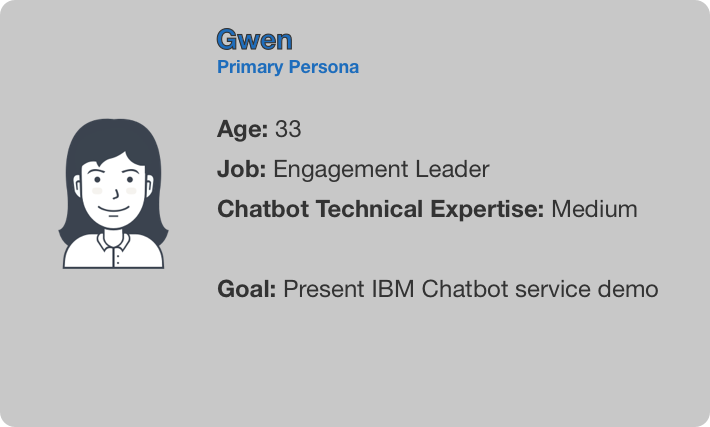 Gwen
Primary Persona
Age: 33
Job: Engagement Leader
Chatbot Technical Expertise: Medium
Goal: Present IBM Chatbot service demo